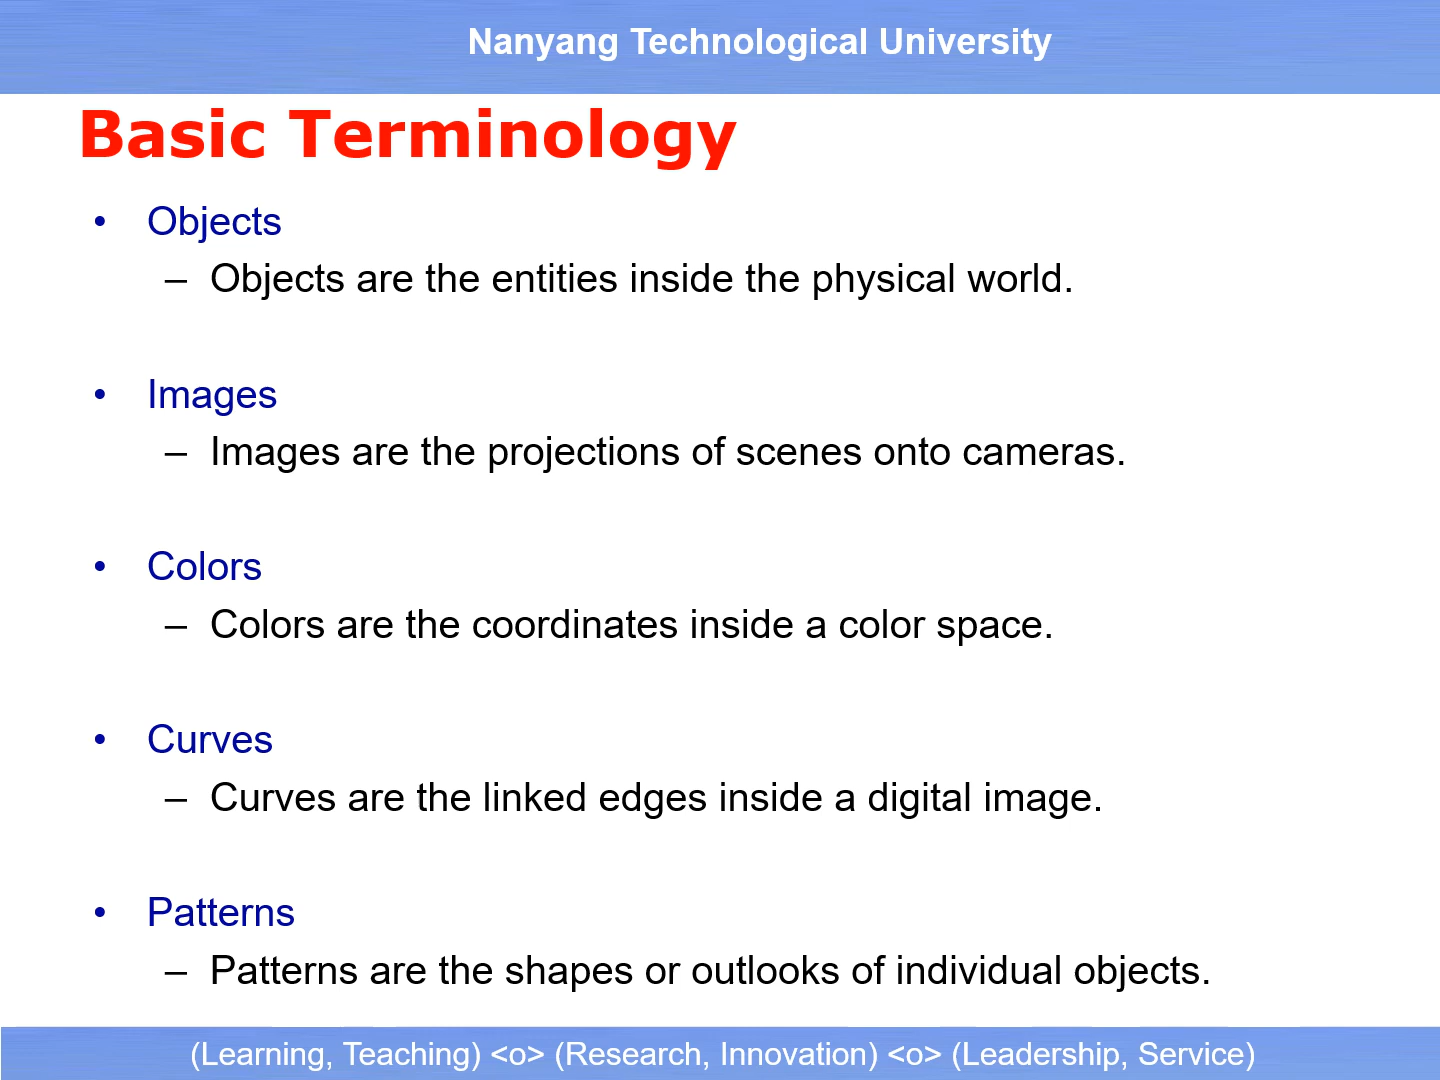 Nanyang Technological University
Basic Terminology
• Objects
– Objects are the entities inside the physical world.
• Images
– Images are the projections of scenes onto cameras.
• Colors
– Colors are the coordinates inside a color space.
• Curves
– Curves are the linked edges inside a digital image.
• Patterns
– Patterns are the shapes or outlooks of individual objects.
(Learning, Teaching) <o> (Research, Innovation) <o> (Leadership, Service)